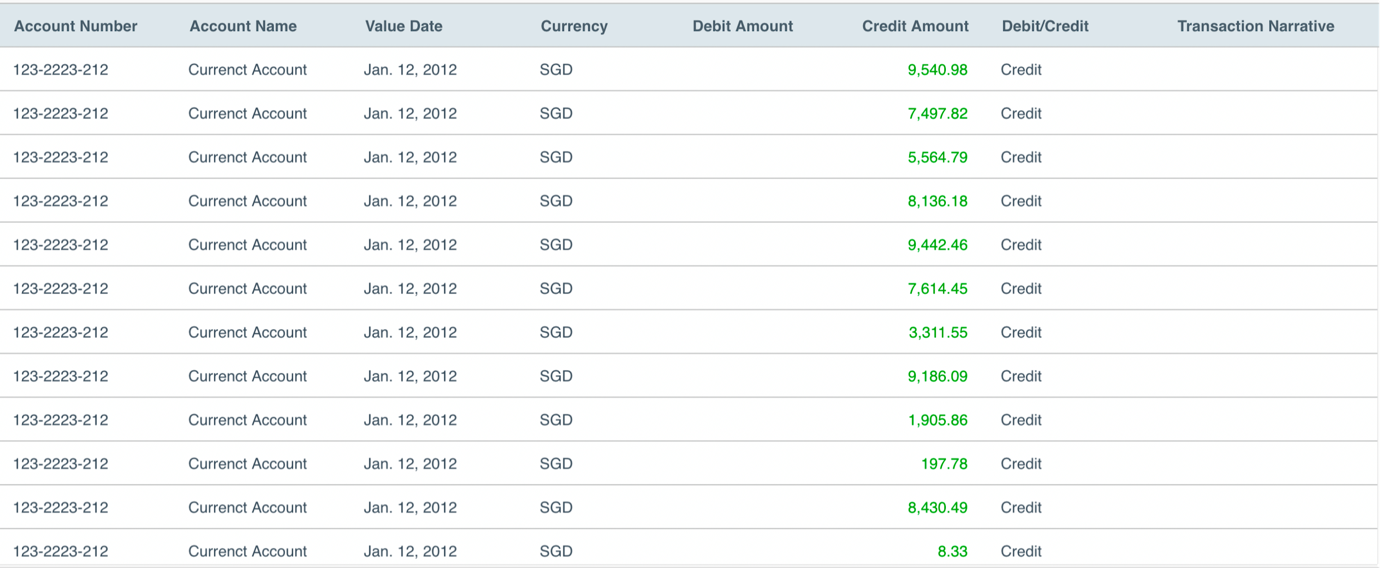 Account Number Account Name Value Date Currency Debit Amount Credit Amount Debit/Credit Transaction Narrative
123-2223-212 Currenct Account Jan. 12, 2012 SGD 9,540.98 Credit
123-2223-212 Currenct Account Jan. 12, 2012 SGD 7,497.82 Credit
123-2223-212 Currenct Account Jan. 12, 2012 SGD 5,564.79 Credit
123-2223-212 Currenct Account Jan. 12, 2012 SGD 8,136.18 Credit
123-2223-212 Currenct Account Jan. 12, 2012 SGD 9,442.46 Credit
123-2223-212 Currenct Account Jan. 12, 2012 SGD 7,614.45 Credit
123-2223-212 Currenct Account Jan. 12, 2012 SGD 3,311.55 Credit
123-2223-212 Currenct Account Jan. 12, 2012 SGD 9,186.09 Credit
123-2223-212 Currenct Account Jan. 12, 2012 SGD 1,905.86 Credit
123-2223-212 Currenct Account Jan. 12, 2012 SGD 197.78 Credit
123-2223-212 Currenct Account Jan. 12, 2012 SGD 8,430.49 Credit
123-2223-212 Currenct Account Jan. 12, 2012 SGD 8.33 Credit